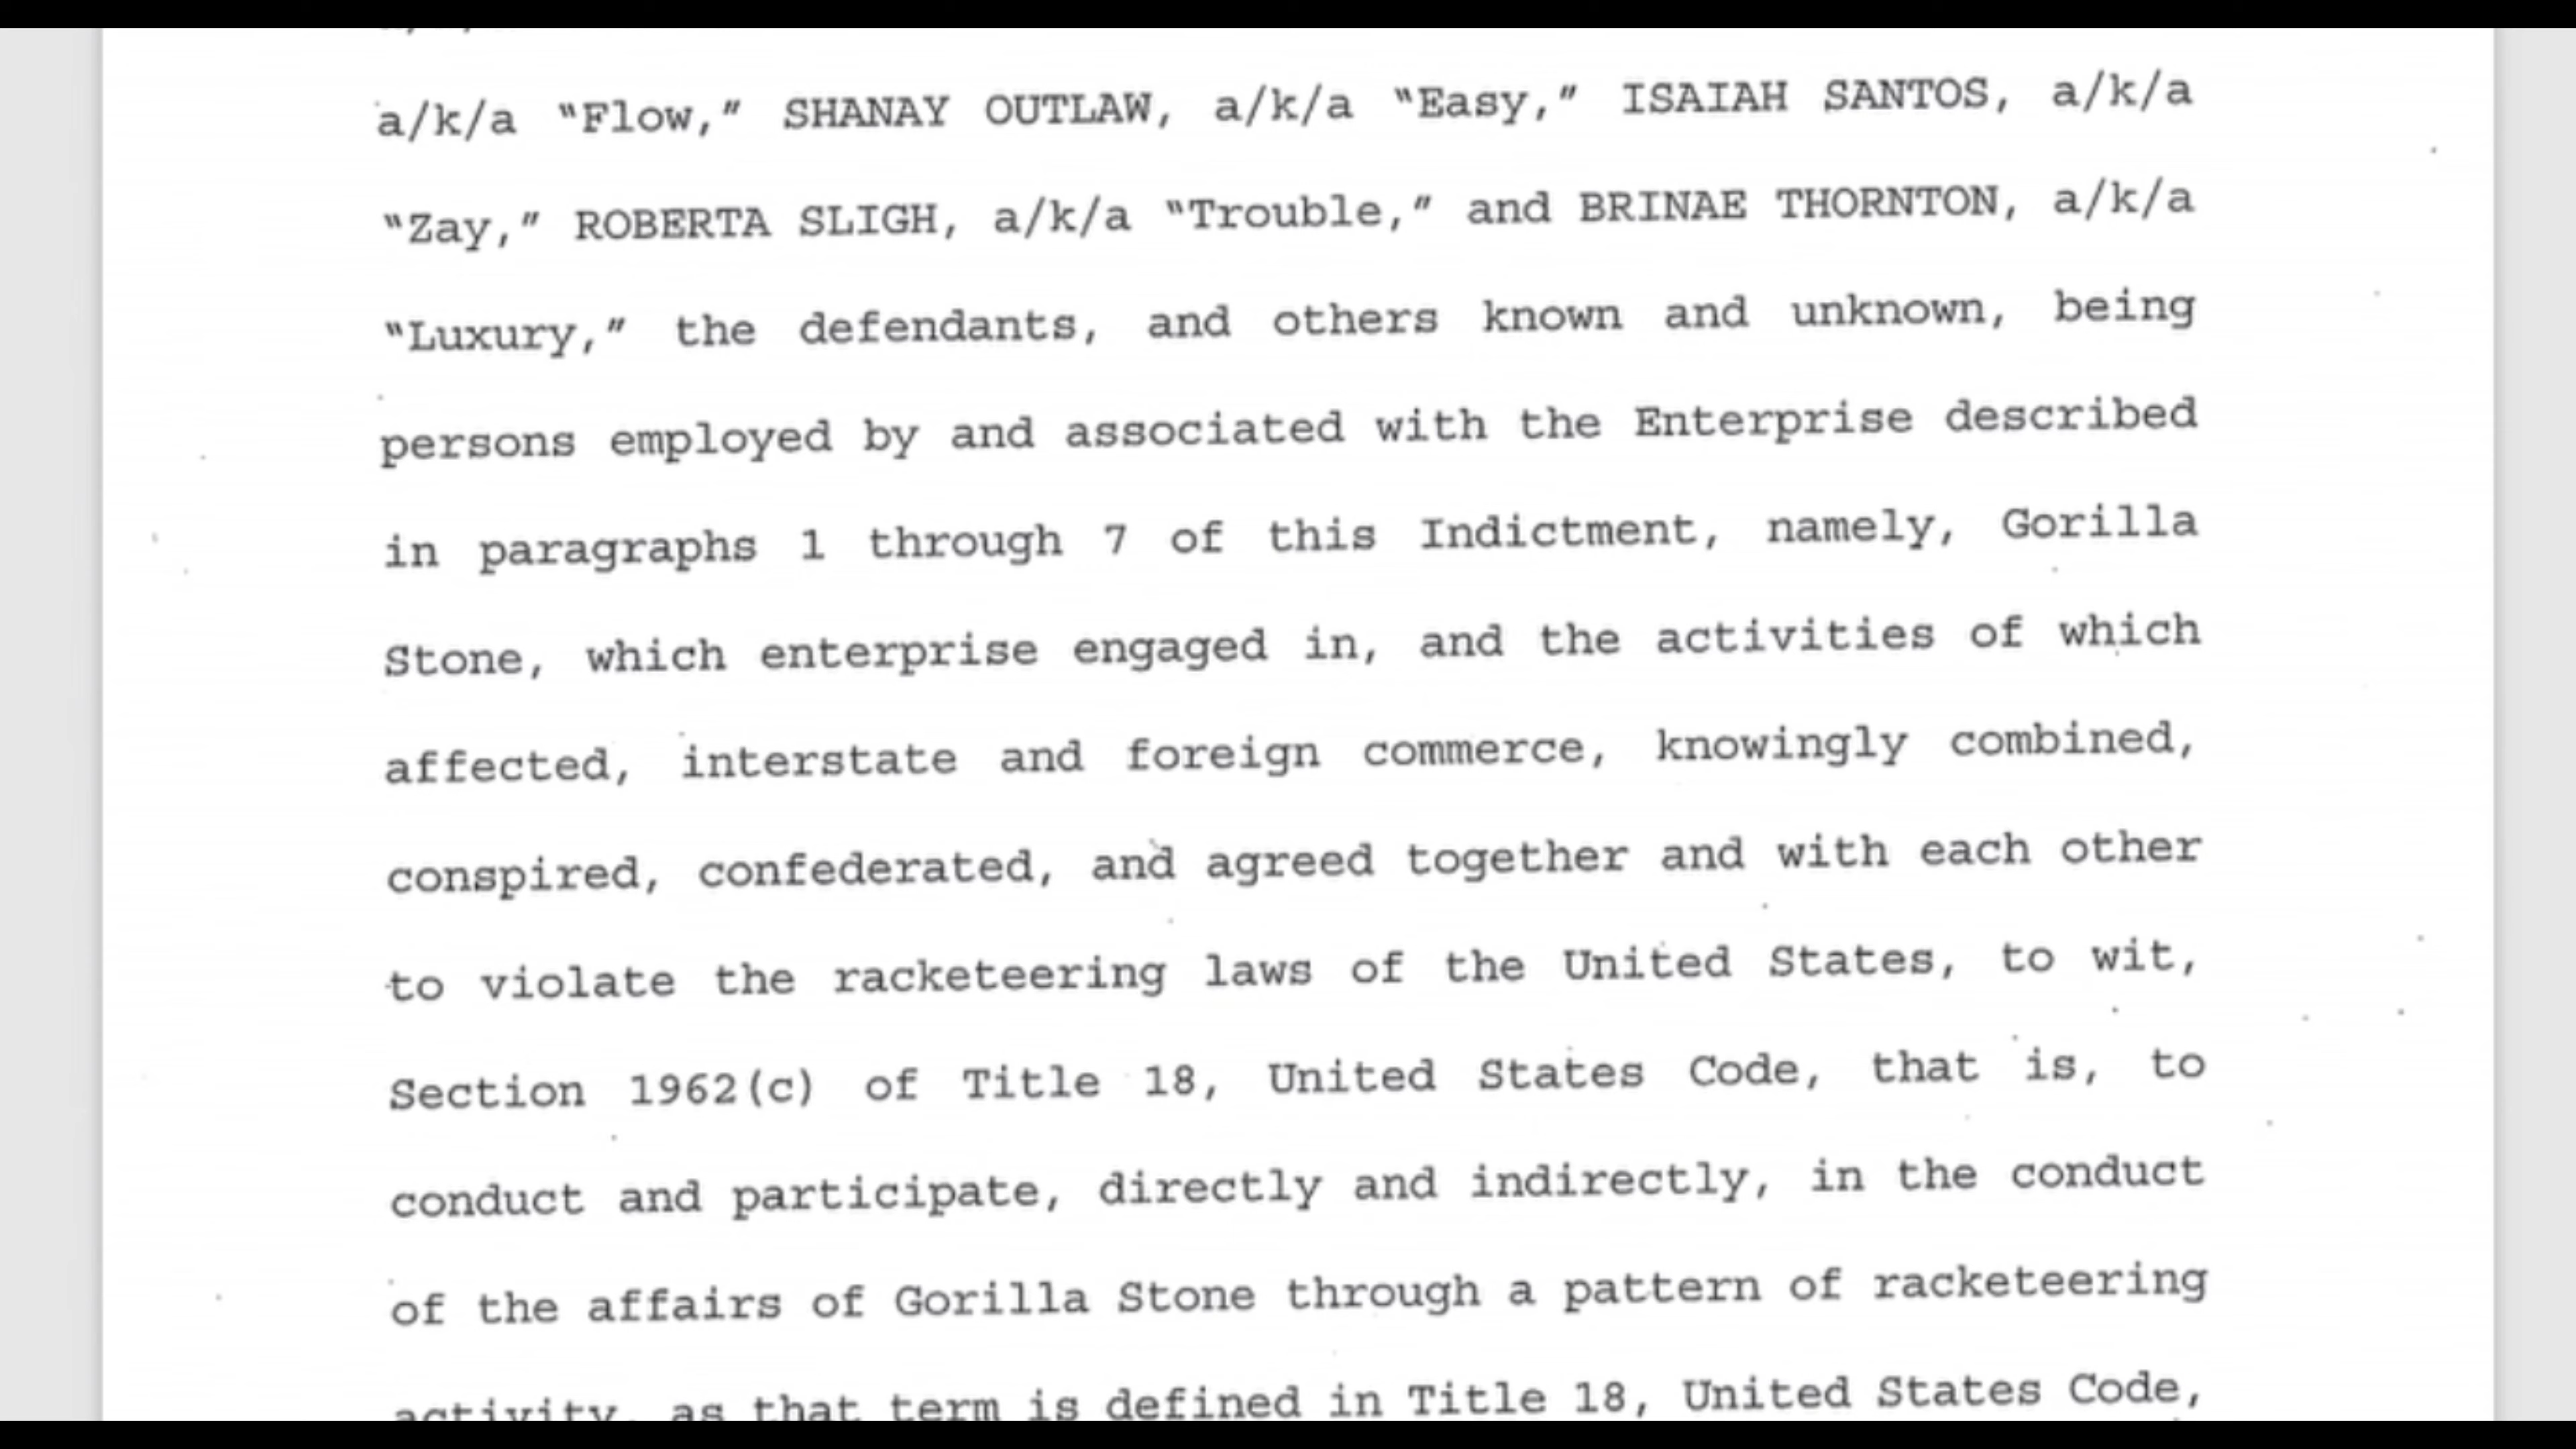 a/k/a "Flow," SHANAY OUTLAW, a/k/a "Easy," ISAIAH SANTOS, a/k/a
"Zay," ROBERTA SLIGH, a/k/a "Trouble," and BRINAE THORNTON, a/k/a
"Luxury," the defendants, and others known and unknown, being
persons employed by and associated with the Enterprise described
in paragraphs 1 through 7 of this Indictment, namely, Gorilla
Stone, which enterprise engaged in, and the activities of which
affected, interstate and foreign commerce, knowingly combined,
conspired, confederated, and agreed together and with each other
to violate the racketeering laws of the United States, to wit,
Section 1962(c) of Title 18, United States Code, that is, to
conduct and participate, directly and indirectly, in the conduct
of the affairs of Gorilla Stone through a pattern of racketeering
activity, as that term is defined in Title 18, United States Code,